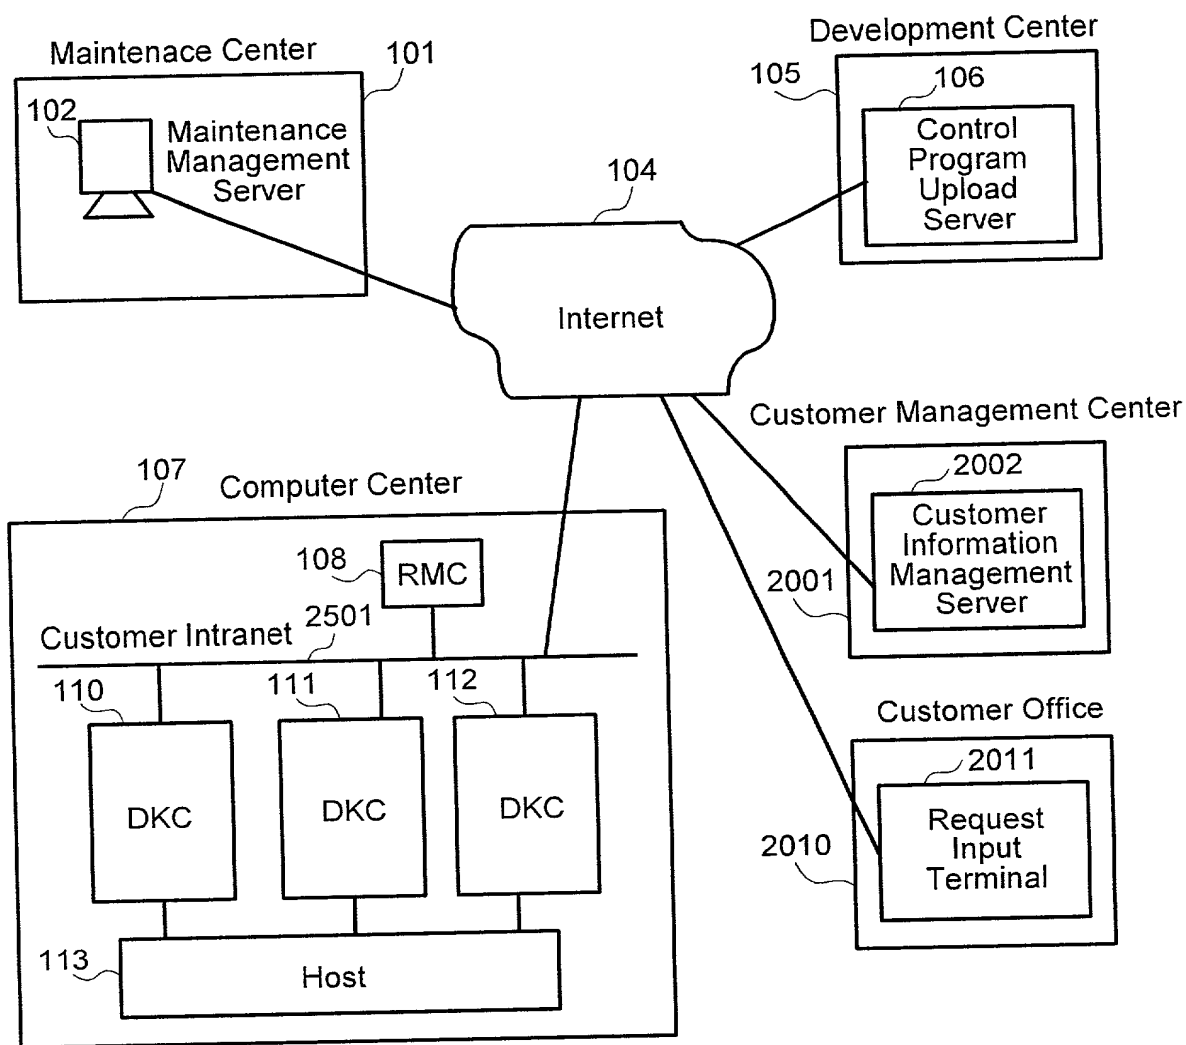 Maintenace Center
101
102
Maintenance
Management
Server
Development Center
105
106
Control
Program
Upload
Server
104
Internet
Customer Management Center
2002
Customer
Information
Management
Server
2001
107
Computer Center
108
RMC
Customer Intranet
2501
110
111
112
DKC
DKC
DKC
113
Host
Customer Office
2011
Request
Input
Terminal
2010